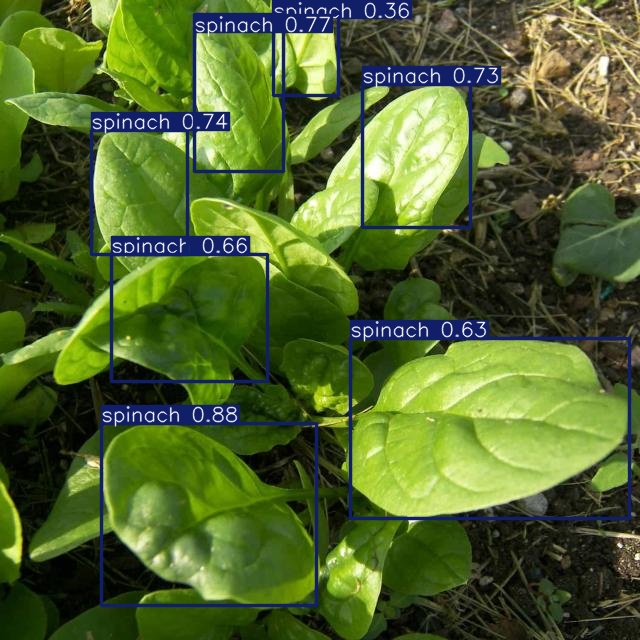 spinach 0.36
spinach 0.77
spinach 0.73
spinach 0.74
spinach 0.66
spinach 0.63
spinach 0.88